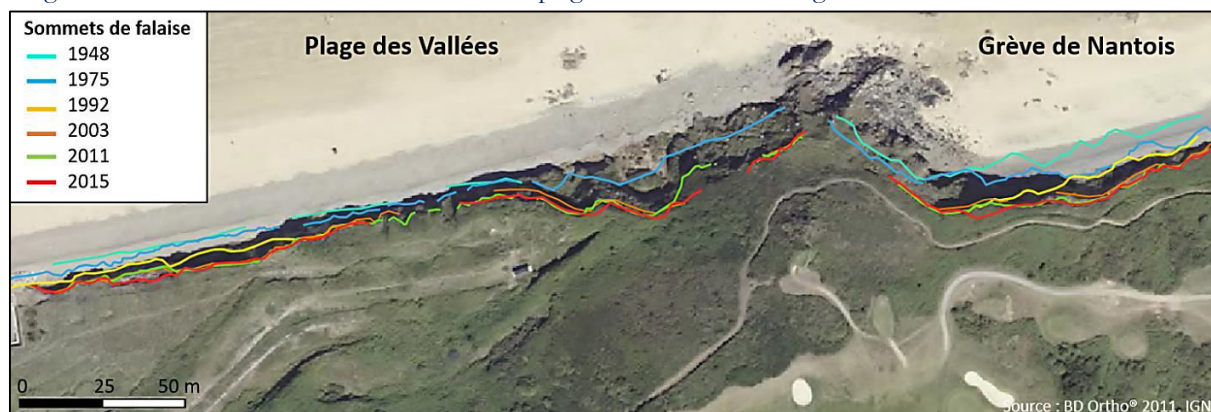 Sommets de falaise
1948
1975
1992
2003
2011
2015
Plage des Vallées
Grève de Nantois
0 25 50 m
Source : BD Ortho® 2011, IGN